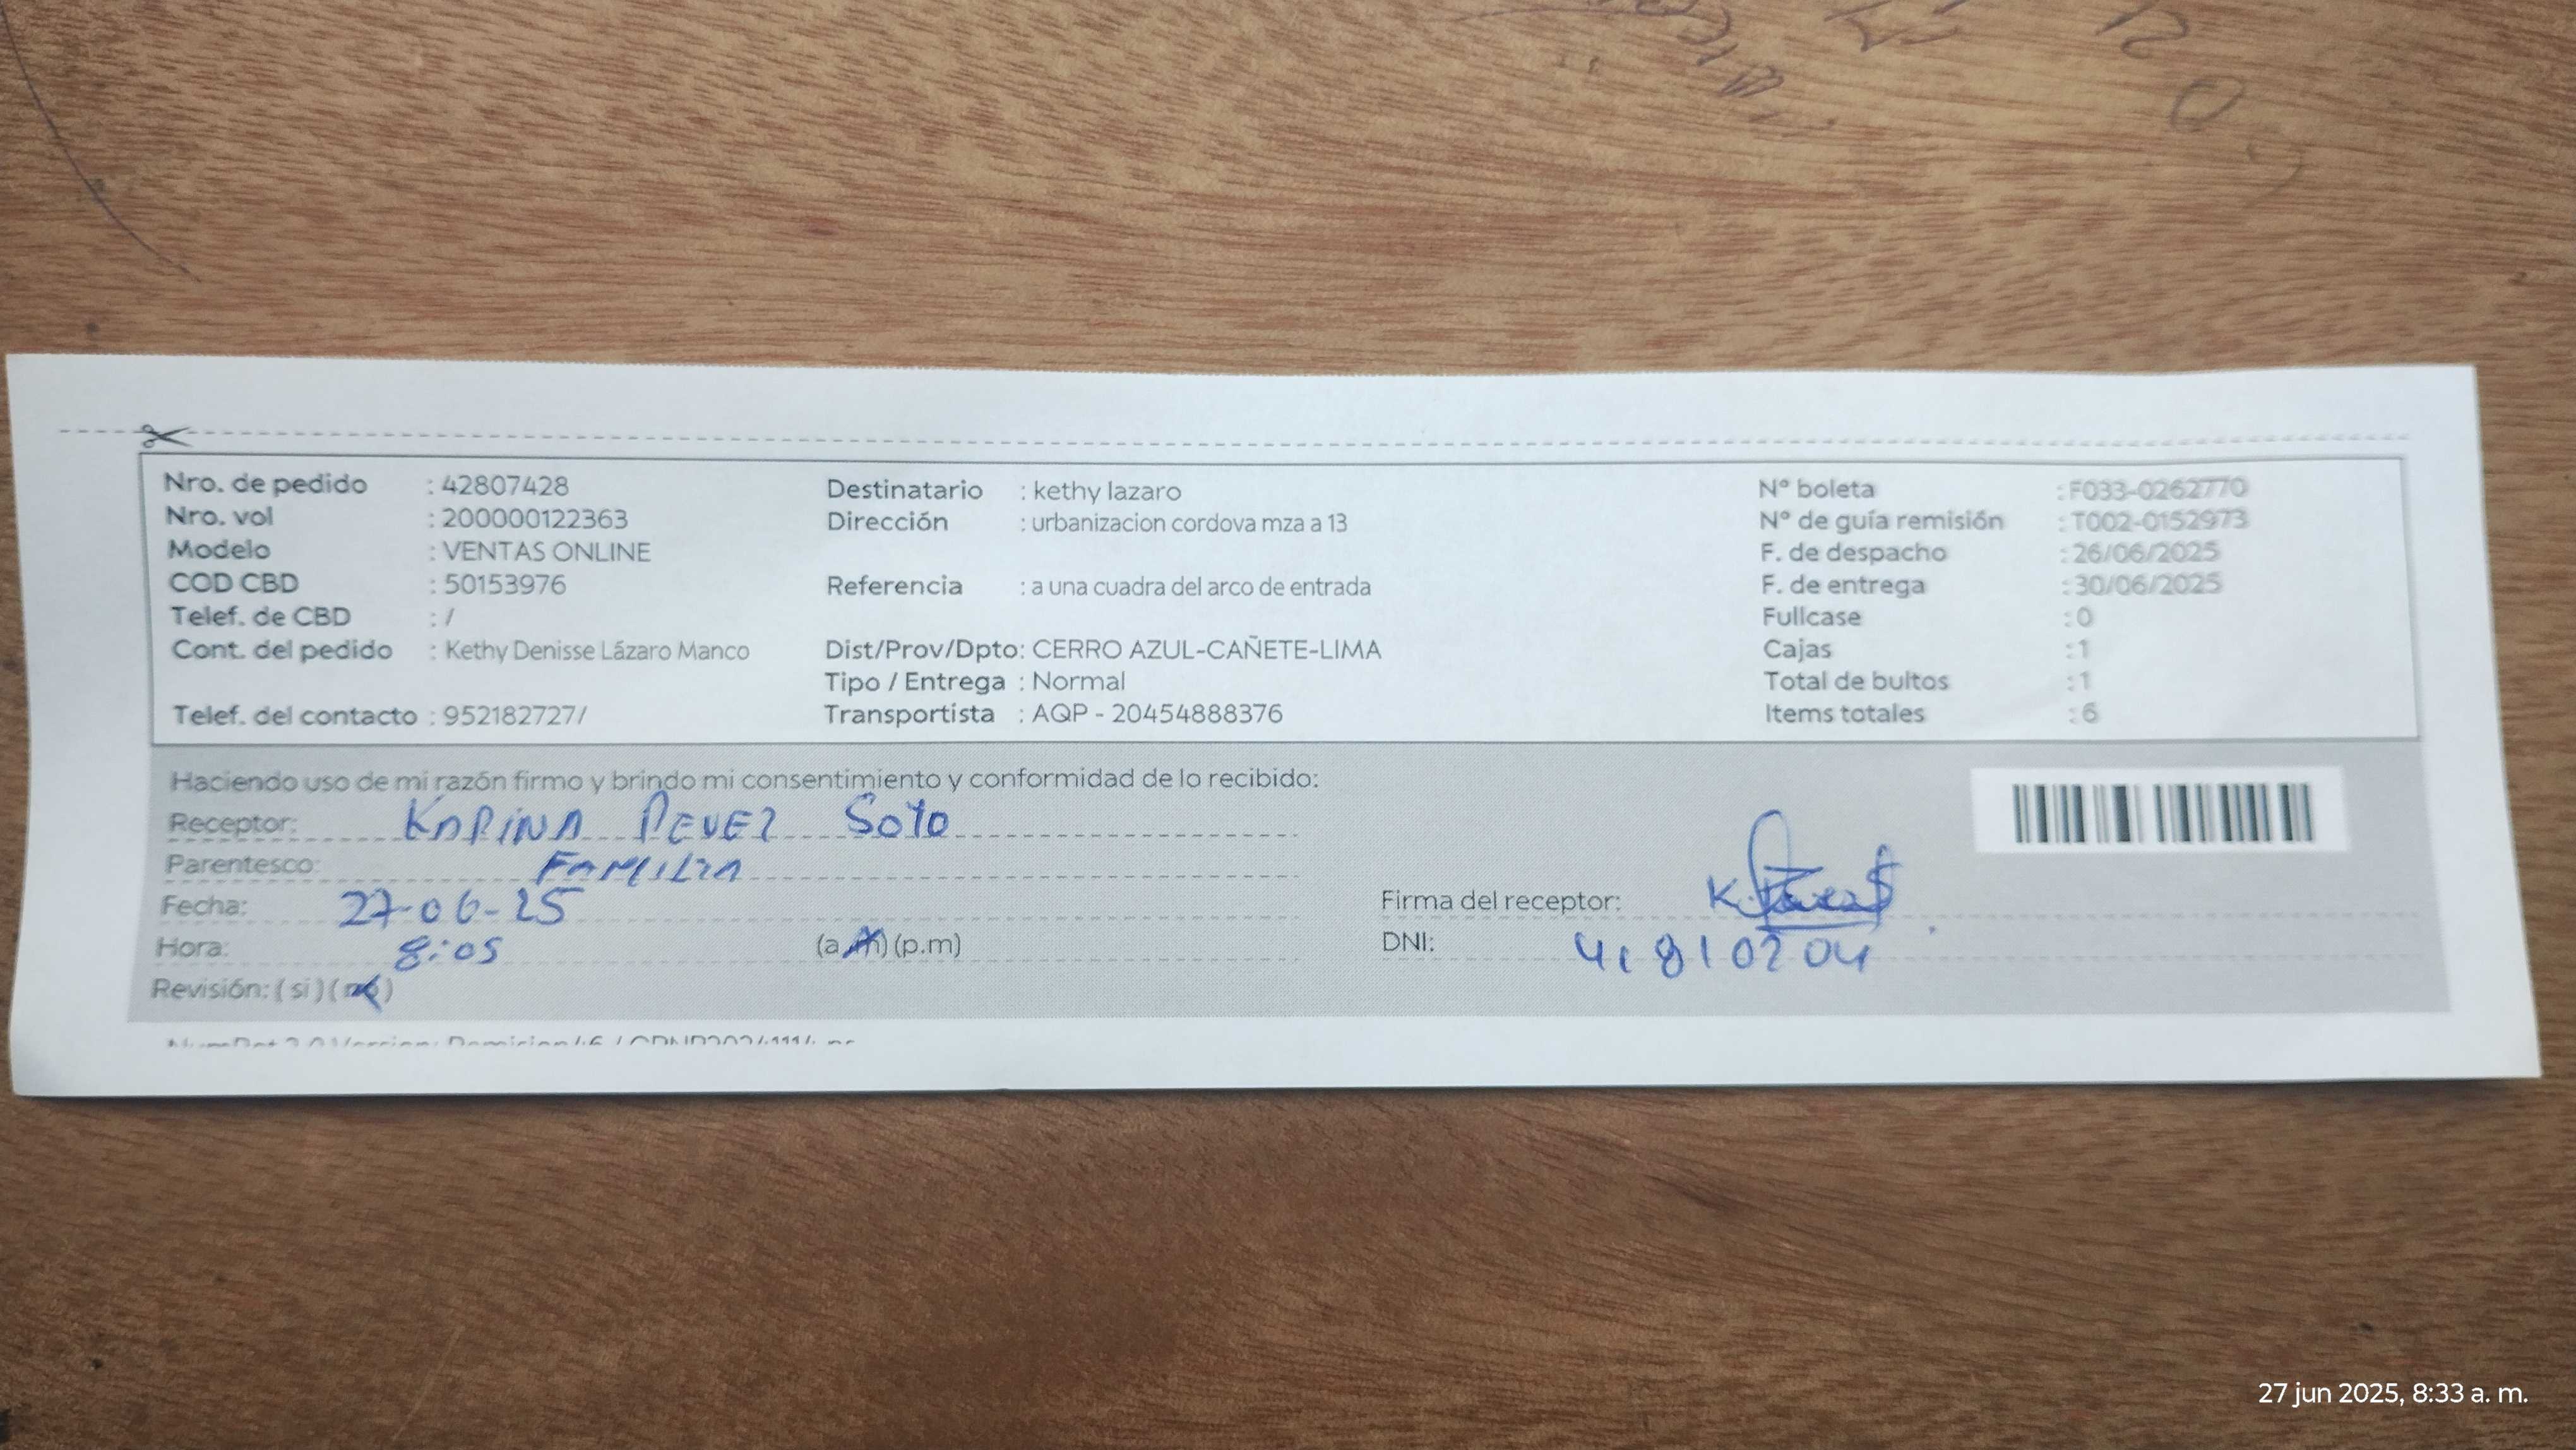 Nro. de pedido : 42807428
Nro. vol : 200000122363
Modelo : VENTAS ONLINE
COD CBD : 50153976
Telef. de CBD : /
Cont. del pedido : Kethy Denisse Lázaro Manco
Telef. del contacto : 952182727/
Destinatario : kethy lazaro
Dirección : urbanizacion cordova mza a 13
Referencia : a una cuadra del arco de entrada
Dist/Prov/Dpto: CERRO AZUL-CAÑETE-LIMA
Tipo / Entrega : Normal
Transportista : AQP - 20454888376
N° boleta : F033-0262770
N° de guía remisión : T002-0152973
F. de despacho : 26/06/2025
F. de entrega : 30/06/2025
Fullcase : 0
Cajas : 1
Total de bultos : 1
Items totales : 6
Haciendo uso de mi razón firmo y brindo mi consentimiento y conformidad de lo recibido:
Receptor: KARINA Soto
Parentesco: FAMILIA
Fecha: 27-06-25
Hora: 8:05 (a.m) (p.m)
Revisión: ( si ) ( no )
Firma del receptor:
DNI: 41810204
27 jun 2025, 8:33 a. m.